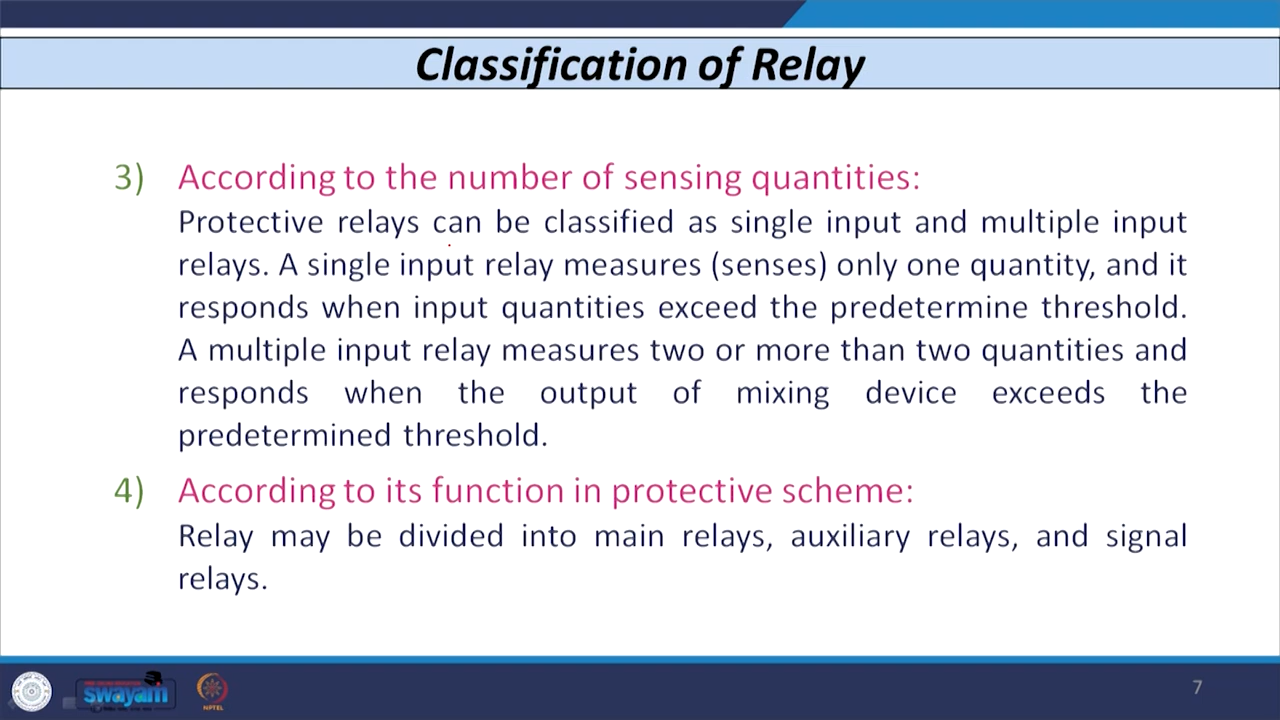 Classification of Relay
3) According to the number of sensing quantities:
Protective relays can be classified as single input and multiple input
relays. A single input relay measures (senses) only one quantity, and it
responds when input quantities exceed the predetermine threshold.
A multiple input relay measures two or more than two quantities and
responds when the output of mixing device exceeds the
predetermined threshold.
4) According to its function in protective scheme:
Relay may be divided into main relays, auxiliary relays, and signal
relays.
swayam
NPTEL
7